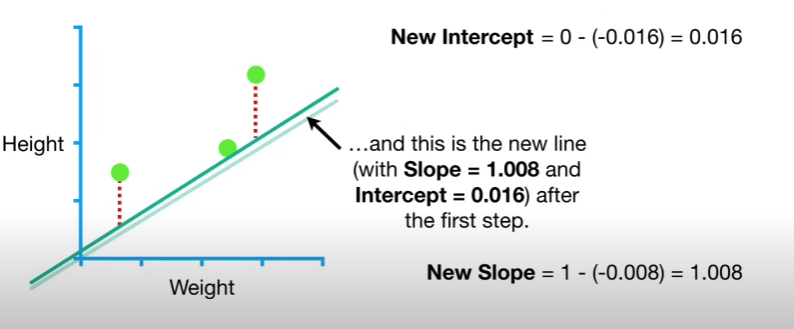 New Intercept = 0 - (-0.016) = 0.016
Height
…and this is the new line
(with Slope = 1.008 and
Intercept = 0.016) after
the first step.
Weight
New Slope = 1 - (-0.008) = 1.008